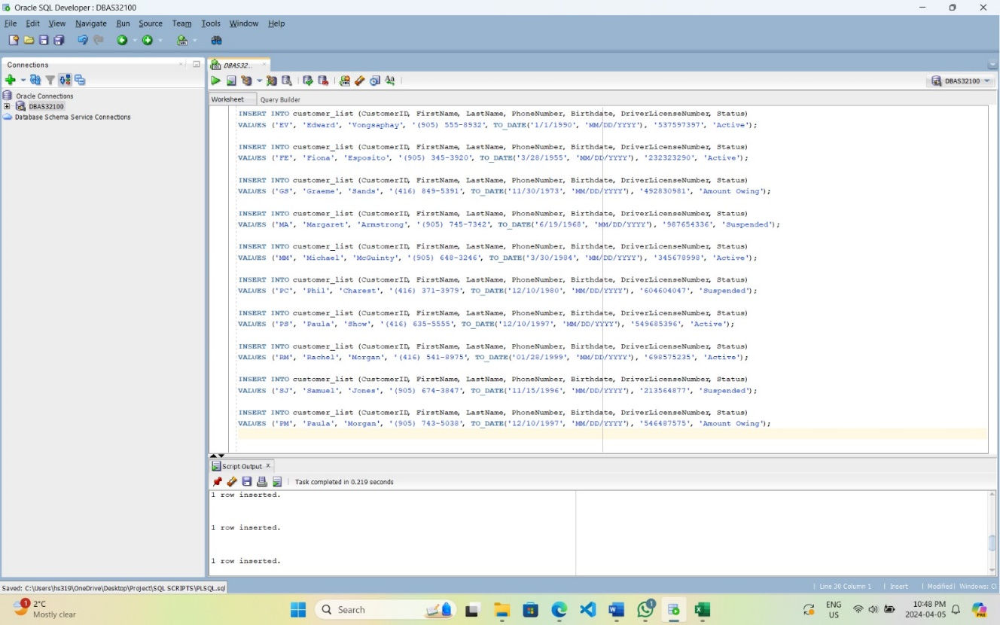 Oracle SQL Developer : DBAS32100
File Edit View Navigate Run Source Team Tools Window Help
Connections
DBAS32...
DBAS32100
Worksheet Query Builder
Oracle Connections
DBAS32100
Database Schema Service Connections
INSERT INTO customer_list (CustomerID, FirstName, LastName, PhoneNumber, Birthdate, DriverLicenseNumber, Status)
VALUES ('EV', 'Edward', 'Vongsaphay', '(905) 555-8932', TO_DATE('1/1/1990', 'MM/DD/YYYY'), '537597397', 'Active');
INSERT INTO customer_list (CustomerID, FirstName, LastName, PhoneNumber, Birthdate, DriverLicenseNumber, Status)
VALUES ('FE', 'Fiona', 'Esposito', '(905) 345-3920', TO_DATE('3/28/1955', 'MM/DD/YYYY'), '232323290', 'Active');
INSERT INTO customer_list (CustomerID, FirstName, LastName, PhoneNumber, Birthdate, DriverLicenseNumber, Status)
VALUES ('GS', 'Graeme', 'Sands', '(416) 849-5391', TO_DATE('11/30/1973', 'MM/DD/YYYY'), '492830981', 'Amount Owing');
INSERT INTO customer_list (CustomerID, FirstName, LastName, PhoneNumber, Birthdate, DriverLicenseNumber, Status)
VALUES ('MA', 'Margaret', 'Armstrong', '(905) 745-7342', TO_DATE('6/19/1968', 'MM/DD/YYYY'), '987654336', 'Suspended');
INSERT INTO customer_list (CustomerID, FirstName, LastName, PhoneNumber, Birthdate, DriverLicenseNumber, Status)
VALUES ('MM', 'Michael', 'McGuinty', '(905) 648-3246', TO_DATE('3/30/1984', 'MM/DD/YYYY'), '345678998', 'Active');
INSERT INTO customer_list (CustomerID, FirstName, LastName, PhoneNumber, Birthdate, DriverLicenseNumber, Status)
VALUES ('PC', 'Phil', 'Charest', '(416) 371-3979', TO_DATE('12/10/1980', 'MM/DD/YYYY'), '604604047', 'Suspended');
INSERT INTO customer_list (CustomerID, FirstName, LastName, PhoneNumber, Birthdate, DriverLicenseNumber, Status)
VALUES ('PS', 'Paula', 'Show', '(416) 635-5555', TO_DATE('12/10/1997', 'MM/DD/YYYY'), '549685396', 'Active');
INSERT INTO customer_list (CustomerID, FirstName, LastName, PhoneNumber, Birthdate, DriverLicenseNumber, Status)
VALUES ('RM', 'Rachel', 'Morgan', '(416) 541-8975', TO_DATE('01/28/1999', 'MM/DD/YYYY'), '698575235', 'Active');
INSERT INTO customer_list (CustomerID, FirstName, LastName, PhoneNumber, Birthdate, DriverLicenseNumber, Status)
VALUES ('SJ', 'Samuel', 'Jones', '(905) 674-3847', TO_DATE('11/15/1996', 'MM/DD/YYYY'), '213564877', 'Suspended');
INSERT INTO customer_list (CustomerID, FirstName, LastName, PhoneNumber, Birthdate, DriverLicenseNumber, Status)
VALUES ('PM', 'Paula', 'Morgan', '(905) 743-5038', TO_DATE('12/10/1997', 'MM/DD/YYYY'), '546487575', 'Amount Owing');
Script Output
Task completed in 0.219 seconds
1 row inserted.
1 row inserted.
1 row inserted.
Saved: C:\Users\hs319\OneDrive\Desktop\Project\SQL SCRIPTS\PLSQL.sql
Line 30 Column 1 | Insert | Modified | Windows: C
1
2°C
Mostly clear
Search
1
ENG
US
10:48 PM
2024-04-05
PRE